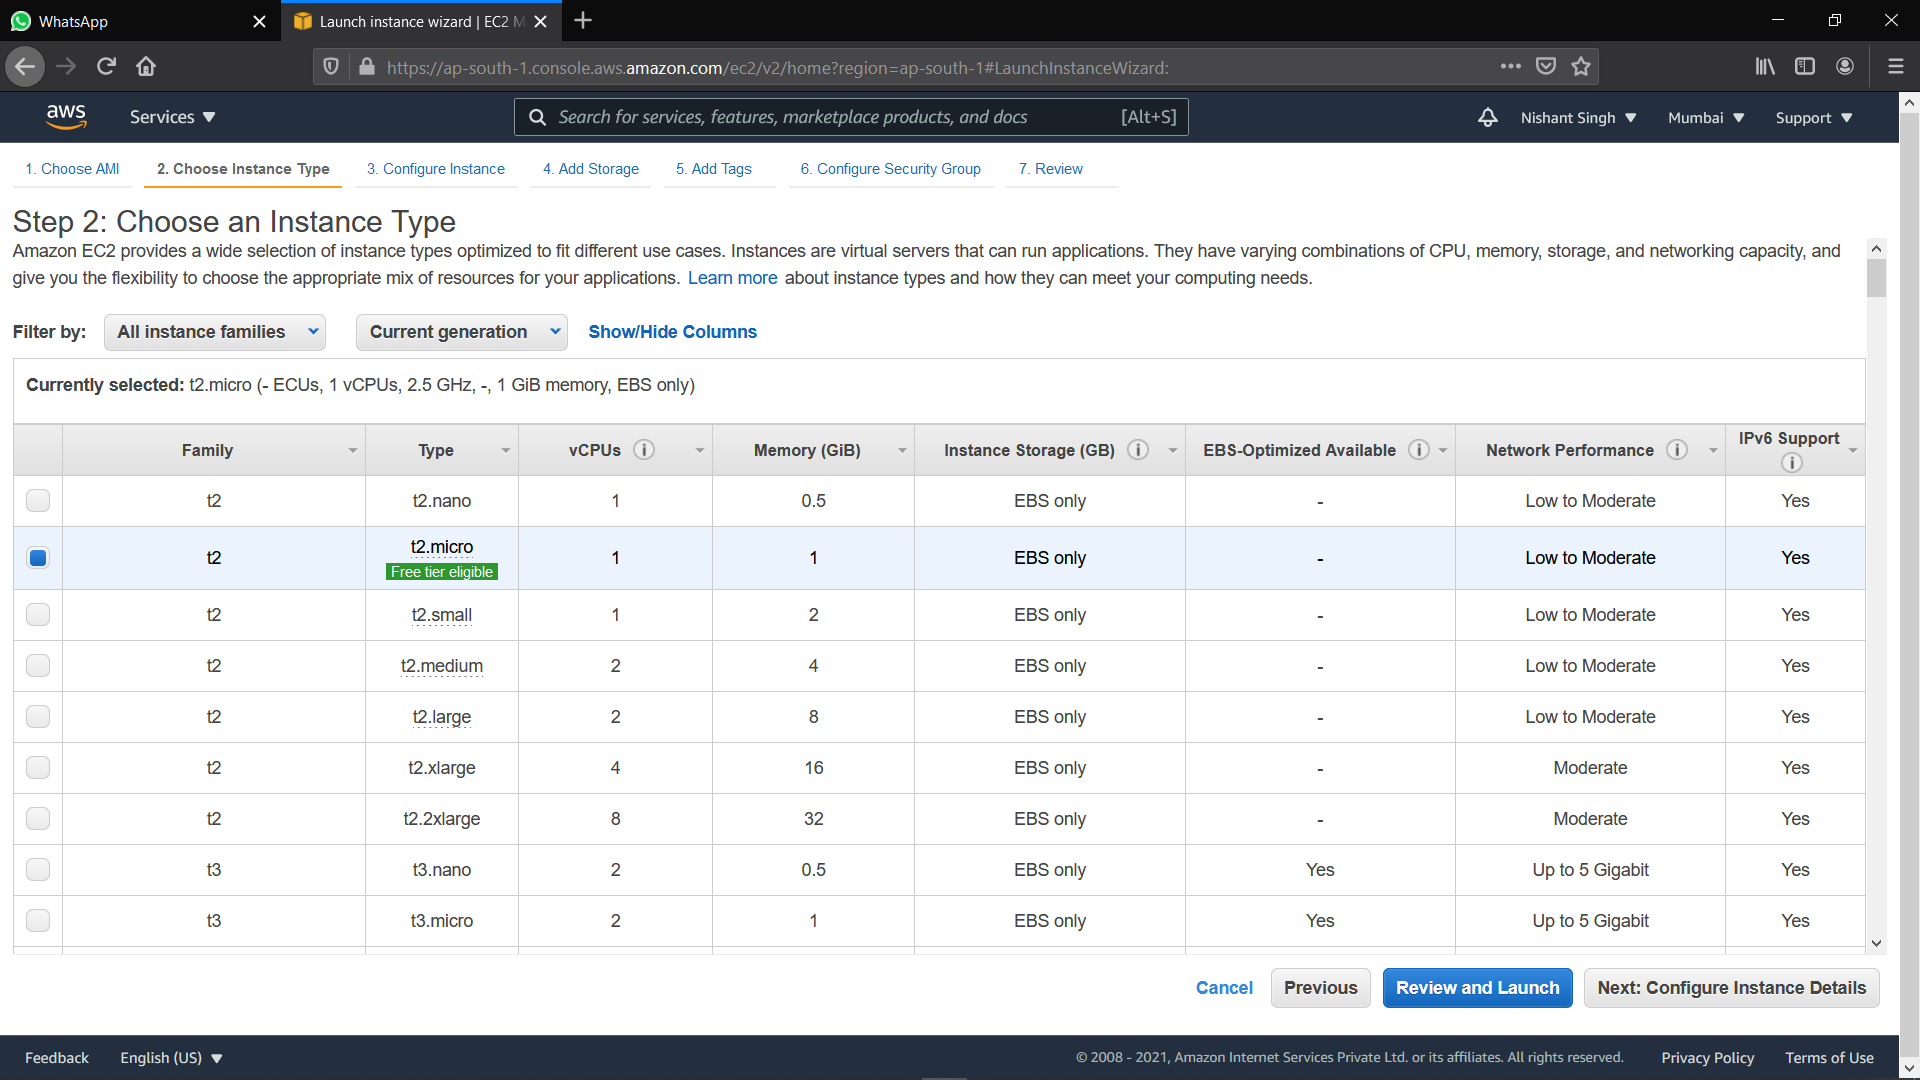 WhatsApp
Launch instance wizard | EC2 M
https://ap-south-1.console.aws.amazon.com/ec2/v2/home?region=ap-south-1#LaunchInstanceWizard:
aws Services Search for services, features, marketplace products, and docs [Alt+S] Nishant Singh Mumbai Support
1. Choose AMI 2. Choose Instance Type 3. Configure Instance 4. Add Storage 5. Add Tags 6. Configure Security Group 7. Review
Step 2: Choose an Instance Type
Amazon EC2 provides a wide selection of instance types optimized to fit different use cases. Instances are virtual servers that can run applications. They have varying combinations of CPU, memory, storage, and networking capacity, and
give you the flexibility to choose the appropriate mix of resources for your applications. Learn more about instance types and how they can meet your computing needs.
Filter by: All instance families Current generation Show/Hide Columns
Currently selected: t2.micro (- ECUs, 1 vCPUs, 2.5 GHz, -, 1 GiB memory, EBS only)
Family Type vCPUs i Memory (GiB) Instance Storage (GB) i EBS-Optimized Available i Network Performance i IPv6 Support i
t2 t2.nano 1 0.5 EBS only - Low to Moderate Yes
t2 t2.micro Free tier eligible 1 1 EBS only - Low to Moderate Yes
t2 t2.small 1 2 EBS only - Low to Moderate Yes
t2 t2.medium 2 4 EBS only - Low to Moderate Yes
t2 t2.large 2 8 EBS only - Low to Moderate Yes
t2 t2.xlarge 4 16 EBS only - Moderate Yes
t2 t2.2xlarge 8 32 EBS only - Moderate Yes
t3 t3.nano 2 0.5 EBS only Yes Up to 5 Gigabit Yes
t3 t3.micro 2 1 EBS only Yes Up to 5 Gigabit Yes
Cancel Previous Review and Launch Next: Configure Instance Details
Feedback English (US) © 2008 - 2021, Amazon Internet Services Private Ltd. or its affiliates. All rights reserved. Privacy Policy Terms of Use